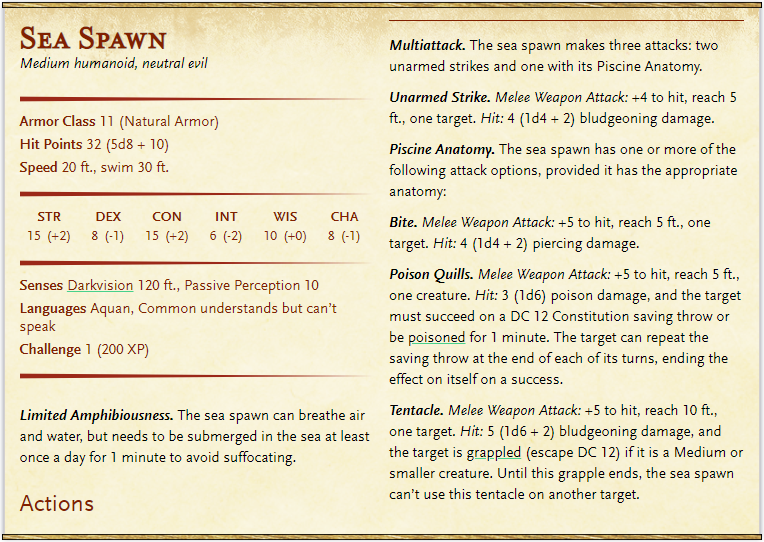 Sea Spawn
Medium humanoid, neutral evil
Armor Class 11 (Natural Armor)
Hit Points 32 (5d8 + 10)
Speed 20 ft., swim 30 ft.
STR DEX CON INT WIS CHA
15 (+2) 8 (-1) 15 (+2) 6 (-2) 10 (+0) 8 (-1)
Senses Darkvision 120 ft., Passive Perception 10
Languages Aquan, Common understands but can't
speak
Challenge 1 (200 XP)
Limited Amphibiousness. The sea spawn can breathe air
and water, but needs to be submerged in the sea at least
once a day for 1 minute to avoid suffocating.
Actions
Multiattack. The sea spawn makes three attacks: two
unarmed strikes and one with its Piscine Anatomy.
Unarmed Strike. Melee Weapon Attack: +4 to hit, reach 5
ft., one target. Hit: 4 (1d4 + 2) bludgeoning damage.
Piscine Anatomy. The sea spawn has one or more of the
following attack options, provided it has the appropriate
anatomy:
Bite. Melee Weapon Attack: +5 to hit, reach 5 ft., one
target. Hit: 4 (1d4 + 2) piercing damage.
Poison Quills. Melee Weapon Attack: +5 to hit, reach 5 ft.,
one creature. Hit: 3 (1d6) poison damage, and the target
must succeed on a DC 12 Constitution saving throw or
be poisoned for 1 minute. The target can repeat the
saving throw at the end of each of its turns, ending the
effect on itself on a success.
Tentacle. Melee Weapon Attack: +5 to hit, reach 10 ft.,
one target. Hit: 5 (1d6 + 2) bludgeoning damage, and
the target is grappled (escape DC 12) if it is a Medium or
smaller creature. Until this grapple ends, the sea spawn
can't use this tentacle on another target.